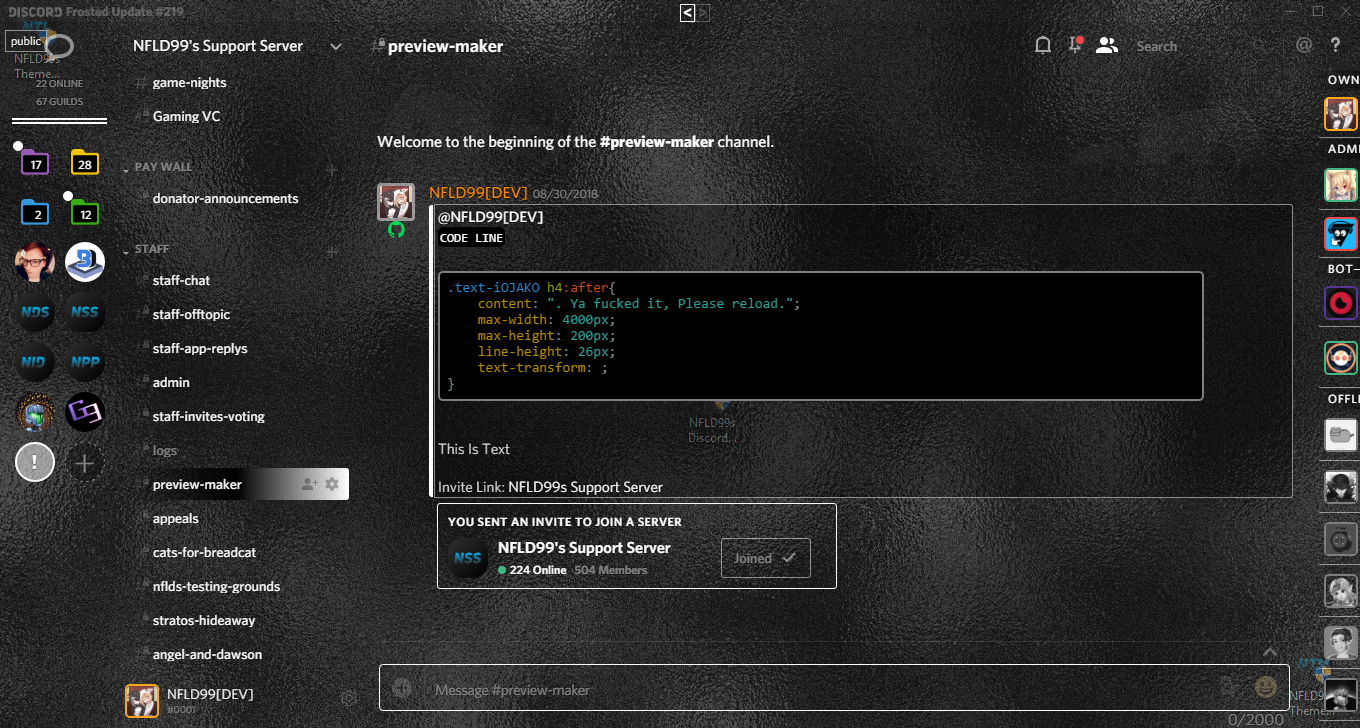 DISCORD Frosted Update #219
< >
public
NFLD99s
Theme...
22 ONLINE
67 GUILDS
17
28
2
12
NDS
NSS
NID
NPP
!
NFLD99's Support Server
game-nights
Gaming VC
PAY WALL
donator-announcements
STAFF
staff-chat
staff-offtopic
staff-app-replys
admin
staff-invites-voting
logs
preview-maker
appeals
cats-for-breadcat
nflds-testing-grounds
stratos-hideaway
angel-and-dawson
NFLD99[DEV]
#0001
#preview-maker
Search
@
?
Welcome to the beginning of the #preview-maker channel.
NFLD99[DEV] 08/30/2018
@NFLD99[DEV]
CODE LINE
.text-iOJAKO h4:after{
content: ". Ya fucked it, Please reload.";
max-width: 4000px;
max-height: 200px;
line-height: 26px;
text-transform: ;
}
NFLD99s
Discord...
This Is Text
Invite Link: NFLD99s Support Server
YOU SENT AN INVITE TO JOIN A SERVER
NSS
NFLD99's Support Server
224 Online 504 Members
Joined
Message #preview-maker
0/2000
OWN
ADMI
BOT—
OFFLI
NFLD9
Theme...